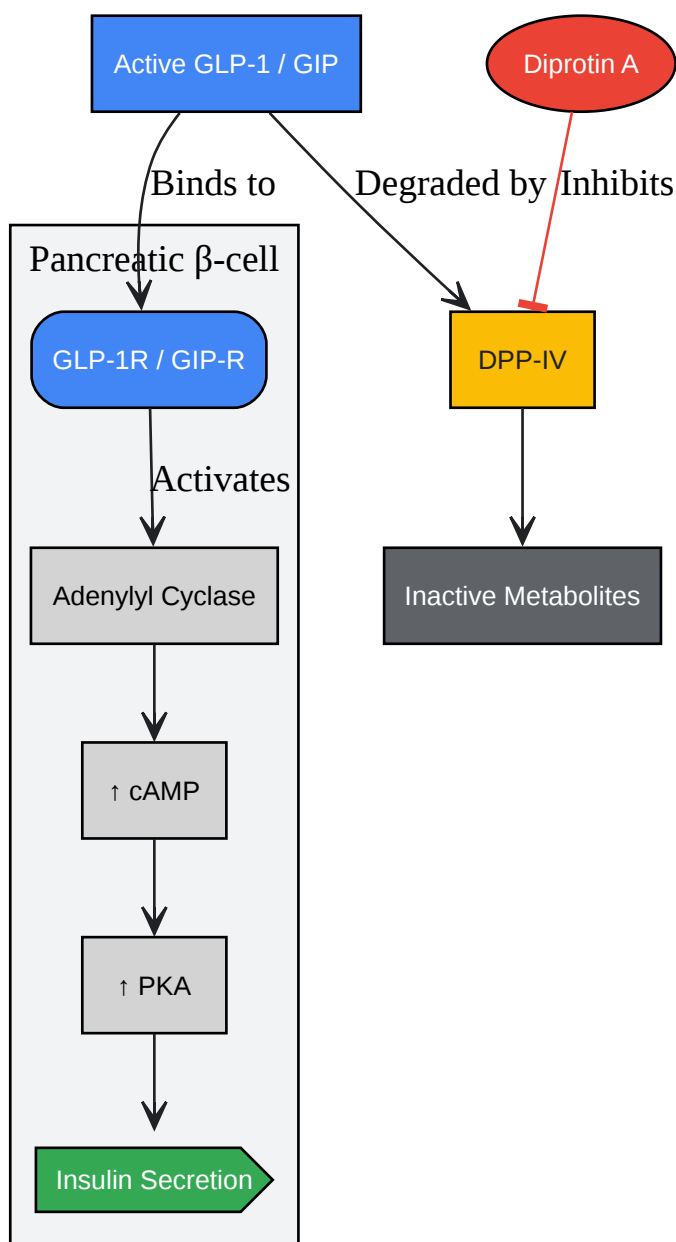 Active GLP-1 / GIP
Diprotin A
Binds to
Degraded by
Inhibits
Pancreatic β-cell
GLP-1R / GIP-R
DPP-IV
Activates
Adenylyl Cyclase
Inactive Metabolites
↑ cAMP
↑ PKA
Insulin Secretion